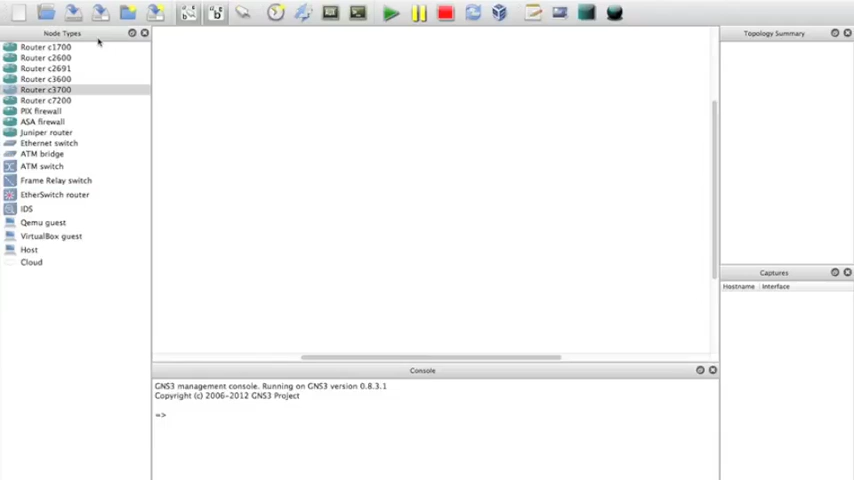 Node Types
Router c1700
Router c2600
Router c2691
Router c3600
Router c3700
Router c7200
PIX firewall
ASA firewall
Juniper router
Ethernet switch
ATM bridge
ATM switch
Frame Relay switch
EtherSwitch router
IDS
Qemu guest
VirtualBox guest
Host
Cloud
Console
GNS3 management console. Running on GNS3 version 0.8.3.1
Copyright (c) 2006-2012 GNS3 Project
=>
Topology Summary
Captures
Hostname Interface